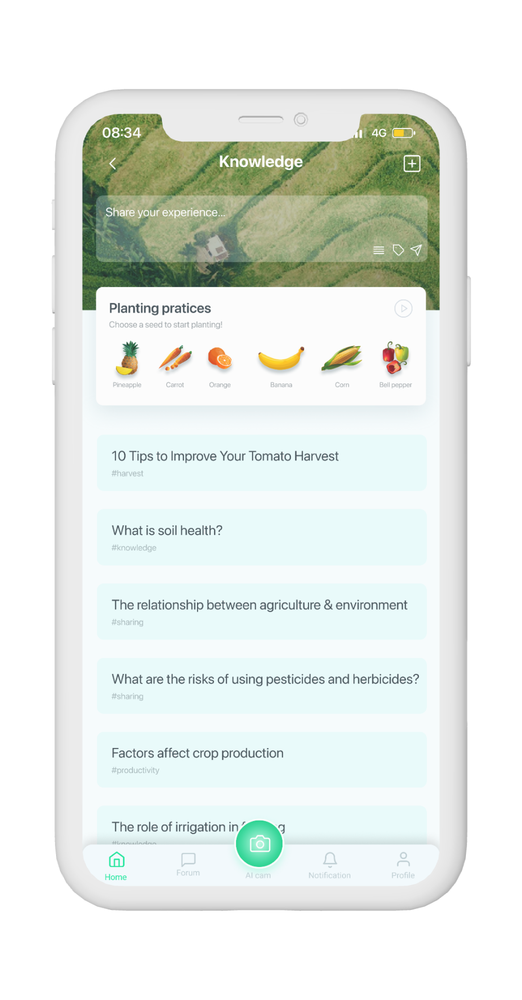 08:34 4G
Knowledge
Share your experience...
Planting pratices
Choose a seed to start planting!
Pineapple Carrot Orange Banana Corn Bell pepper
10 Tips to Improve Your Tomato Harvest
#harvest
What is soil health?
#knowledge
The relationship between agriculture & environment
#sharing
What are the risks of using pesticides and herbicides?
#sharing
Factors affect crop production
#productivity
The role of irrigation in
#knowledge
Home Forum AI cam Notification Profile